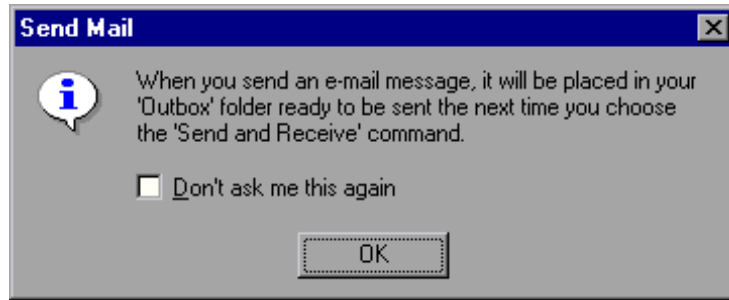 Send Mail
When you send an e-mail message, it will be placed in your
'Outbox' folder ready to be sent the next time you choose
the 'Send and Receive' command.
Don't ask me this again
OK